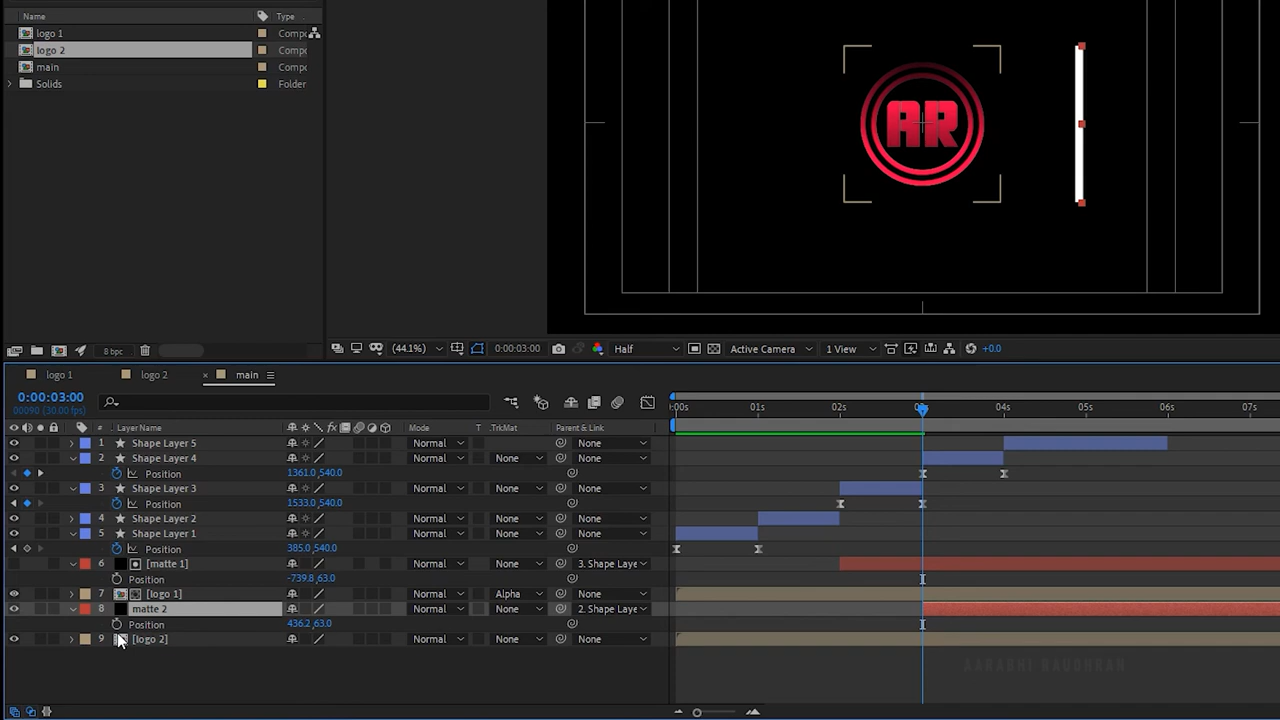 Name Type
logo 1 Compo
logo 2 Compo
main Compo
Solids Folder
AR
8 bpc
(44.1%) 0:00:03:00 Half Active Camera 1 View +0.0
logo 1 logo 2 main
0:00:03:00
00090 (30.00 fps)
:00s 01s 02s 03s 04s 05s 06s 07s
# Layer Name Mode T TrkMat Parent & Link
1 Shape Layer 5 Normal None
2 Shape Layer 4 Normal None None
Position 1361.0,540.0
3 Shape Layer 3 Normal None None
Position 1533.0,540.0
4 Shape Layer 2 Normal None None
5 Shape Layer 1 Normal None None
Position 385.0,540.0
6 [matte 1] Normal None 3. Shape Laye
Position -739.8,63.0
7 [logo 1] Normal Alpha None
8 matte 2 Normal None 2. Shape Laye
Position 436.2,63.0
9 [logo 2] Normal None None
AARASHI BAUDHKAN